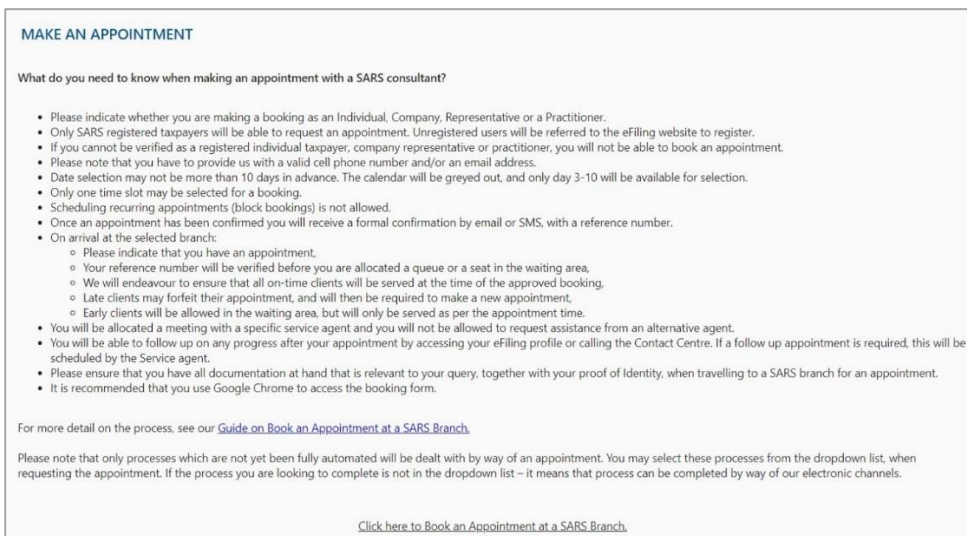 MAKE AN APPOINTMENT
What do you need to know when making an appointment with a SARS consultant?
• Please indicate whether you are making a booking as an Individual, Company, Representative or a Practitioner.
• Only SARS registered taxpayers will be able to request an appointment. Unregistered users will be referred to the eFiling website to register.
• If you cannot be verified as a registered individual taxpayer, company representative or practitioner, you will not be able to book an appointment.
• Please note that you have to provide us with a valid cell phone number and/or an email address.
• Date selection may not be more than 10 days in advance. The calendar will be greyed out, and only day 3-10 will be available for selection.
• Only one time slot may be selected for a booking.
• Scheduling recurring appointments (block bookings) is not allowed.
• Once an appointment has been confirmed you will receive a formal confirmation by email or SMS, with a reference number.
• On arrival at the selected branch:
○ Please indicate that you have an appointment,
○ Your reference number will be verified before you are allocated a queue or a seat in the waiting area,
○ We will endeavour to ensure that all on-time clients will be served at the time of the approved booking,
○ Late clients may forfeit their appointment, and will then be required to make a new appointment,
○ Early clients will be allowed in the waiting area, but will only be served as per the appointment time.
• You will be allocated a meeting with a specific service agent and you will not be allowed to request assistance from an alternative agent.
• You will be able to follow up on any progress after your appointment by accessing your eFiling profile or calling the Contact Centre. If a follow up appointment is required, this will be
scheduled by the Service agent.
• Please ensure that you have all documentation at hand that is relevant to your query, together with your proof of Identity, when travelling to a SARS branch for an appointment.
• It is recommended that you use Google Chrome to access the booking form.
For more detail on the process, see our Guide on Book an Appointment at a SARS Branch.
Please note that only processes which are not yet been fully automated will be dealt with by way of an appointment. You may select these processes from the dropdown list, when
requesting the appointment. If the process you are looking to complete is not in the dropdown list – it means that process can be completed by way of our electronic channels.
Click here to Book an Appointment at a SARS Branch.